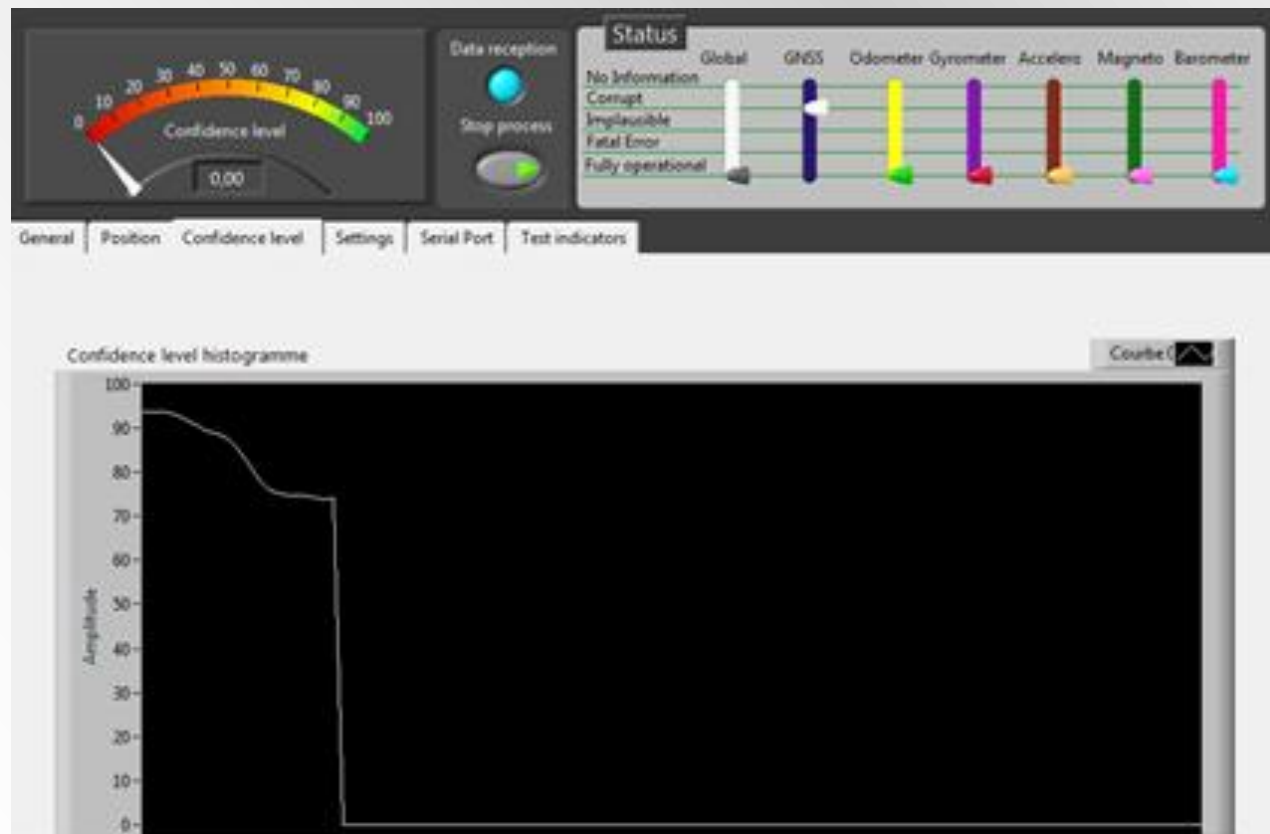 0 10 20 30 40 50 60 70 80 90 100
Confidence level
0,00
Data reception
Stop process
Status
Global GNSS Odometer Gyrometer Accelero Magneto Barometer
No Information
Corrupt
Implausible
Fatal Error
Fully operational
General Position Confidence level Settings Serial Port Test indicators
Confidence level histogramme
Courbe
100
90
80
70
60
50
40
30
20
10
0
Amplitude